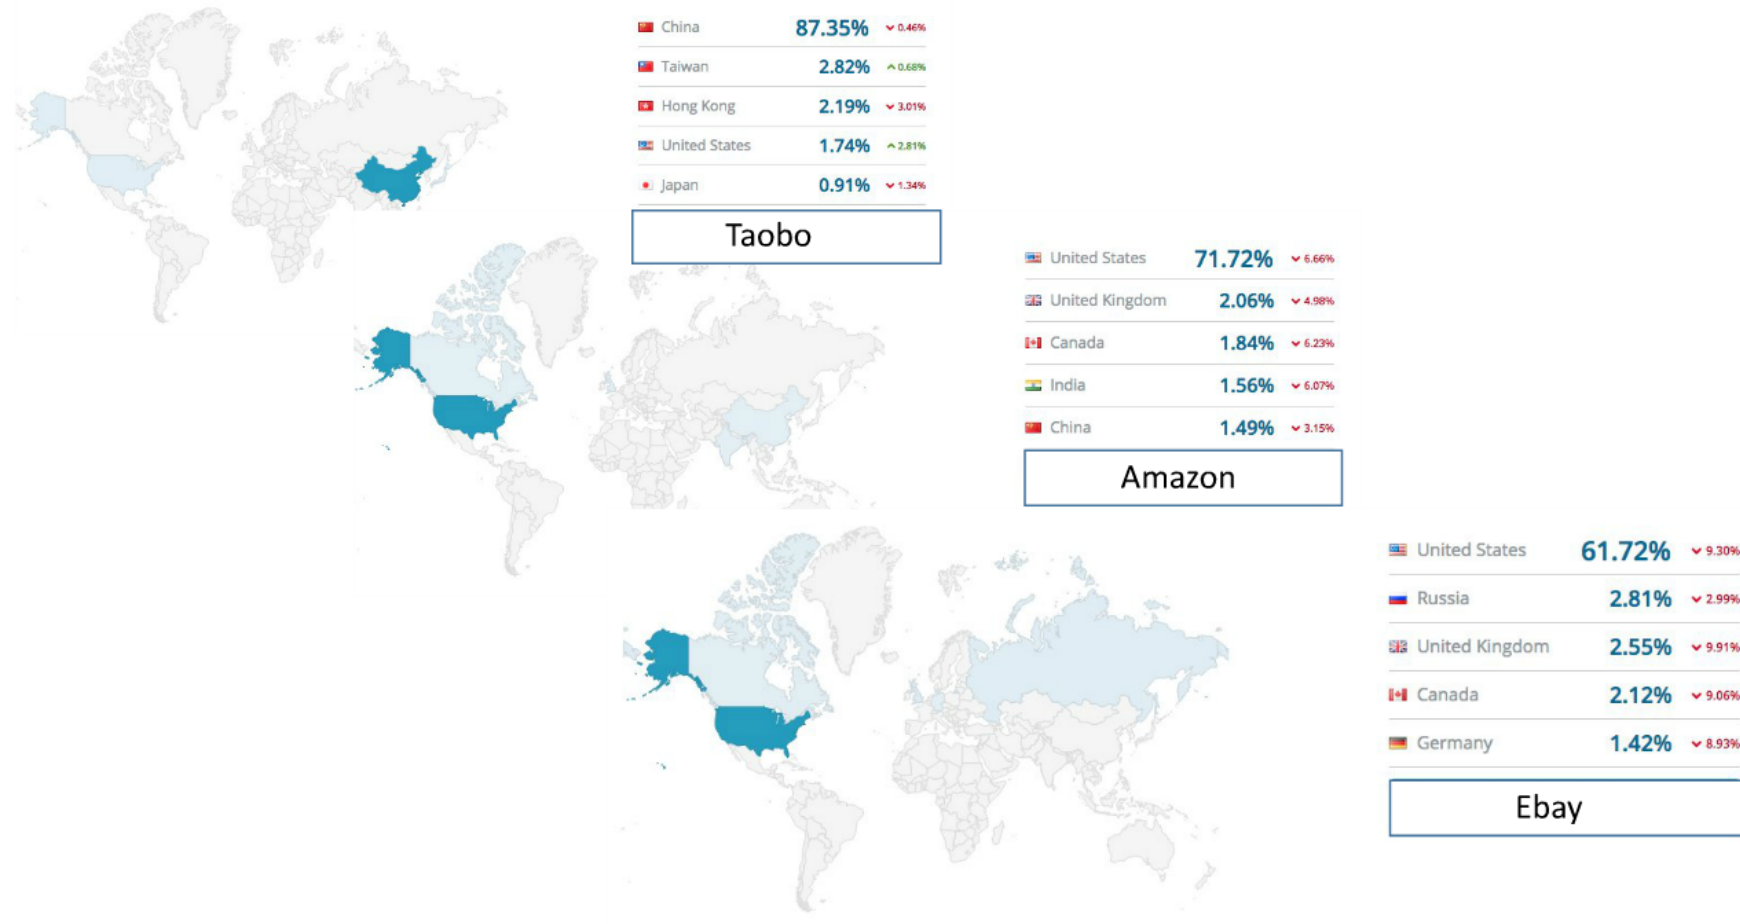 China 87.35% 0.46%
Taiwan 2.82% 0.68%
Hong Kong 2.19% 3.01%
United States 1.74% 2.81%
Japan 0.91% 1.34%
Taobo
United States 71.72% 6.66%
United Kingdom 2.06% 4.98%
Canada 1.84% 6.23%
India 1.56% 6.07%
China 1.49% 3.15%
Amazon
United States 61.72% 9.30%
Russia 2.81% 2.99%
United Kingdom 2.55% 9.91%
Canada 2.12% 9.06%
Germany 1.42% 8.93%
Ebay